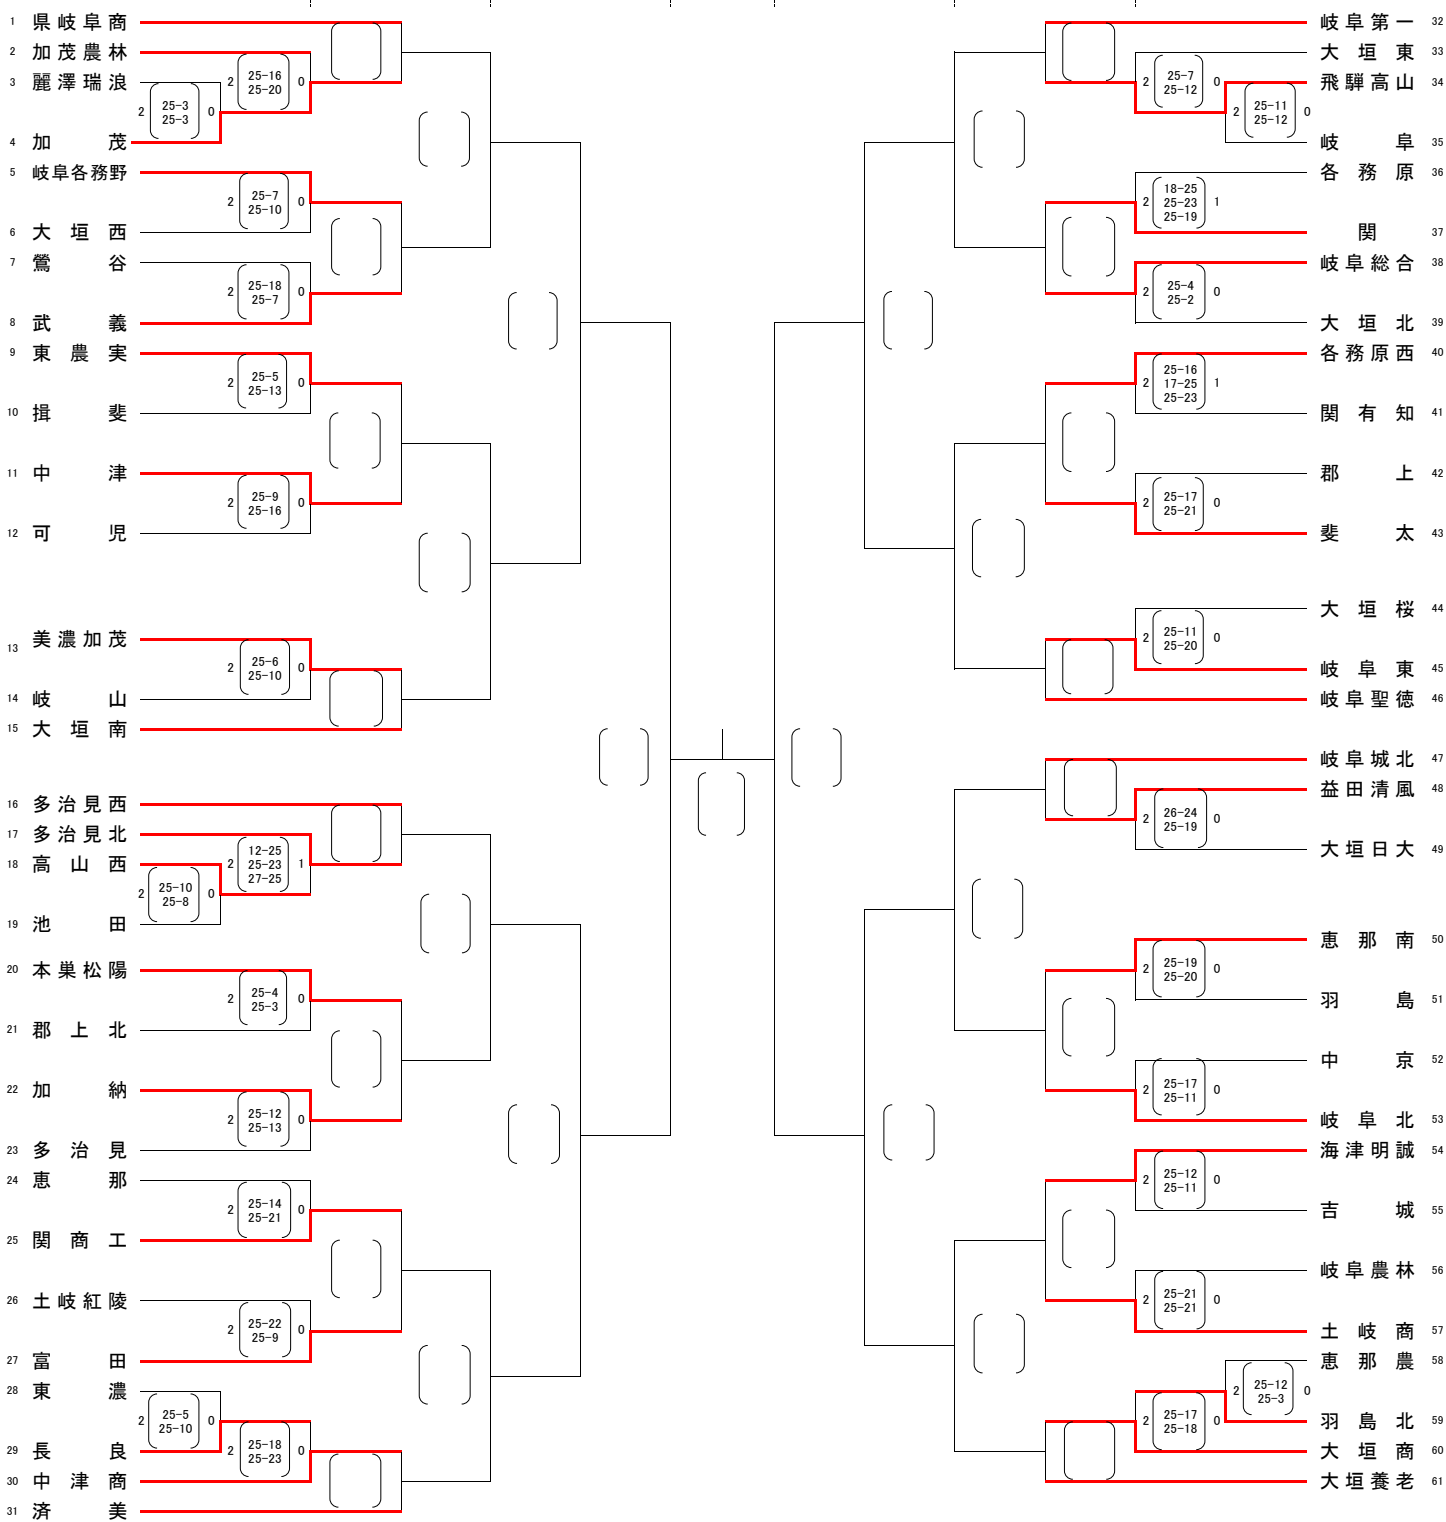 1 県岐阜商
2 加茂農林
2 25-16 0
25-20
3 麗澤瑞浪
2 25-3 0
25-3
4 加茂
5 岐阜各務野
2 25-7 0
25-10
6 大垣西
7 鶯谷
2 25-18 0
25-7
8 武義
9 東農実
2 25-5 0
25-13
10 揖斐
11 中津
2 25-9 0
25-16
12 可児
13 美濃加茂
2 25-6 0
25-10
14 岐山
15 大垣南
16 多治見西
17 多治見北
12-25
2 25-23 1
27-25
18 高山西
2 25-10 0
25-8
19 池田
20 本巣松陽
2 25-4 0
25-3
21 郡上北
22 加納
2 25-12 0
25-13
23 多治見
24 恵那
2 25-14 0
25-21
25 関商工
26 土岐紅陵
2 25-22 0
25-9
27 富田
28 東濃
2 25-5 0
25-10
29 長良
2 25-18 0
25-23
30 中津商
31 済美
岐阜第一 32
大垣東 33
2 25-7 0
25-12
飛騨高山 34
2 25-11 0
25-12
岐阜 35
各務原 36
18-25
2 25-23 1
25-19
関 37
岐阜総合 38
2 25-4 0
25-2
大垣北 39
各務原西 40
25-16
2 17-25 1
25-23
関有知 41
郡上 42
2 25-17 0
25-21
斐太 43
大垣桜 44
2 25-11 0
25-20
岐阜東 45
岐阜聖徳 46
岐阜城北 47
益田清風 48
2 26-24 0
25-19
大垣日大 49
恵那南 50
2 25-19 0
25-20
羽島 51
中京 52
2 25-17 0
25-11
岐阜北 53
海津明誠 54
2 25-12 0
25-11
吉城 55
岐阜農林 56
2 25-21 0
25-21
土岐商 57
恵那農 58
2 25-12 0
25-3
羽島北 59
2 25-17 0
25-18
大垣商 60
大垣養老 61